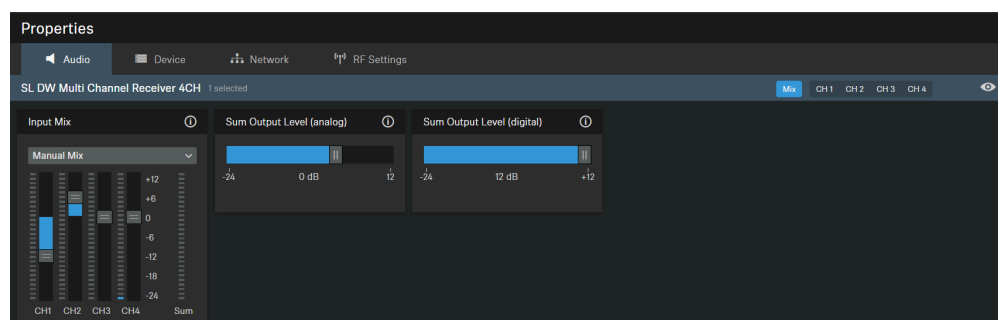 Properties
Audio
Device
Network
RF Settings
SL DW Multi Channel Receiver 4CH 1 selected
Mix CH 1 CH 2 CH 3 CH 4
Input Mix
Sum Output Level (analog)
Sum Output Level (digital)
Manual Mix
-24 0 dB 12
-24 12 dB +12
+12
+6
0
-6
-12
-18
-24
CH1 CH2 CH3 CH4 Sum